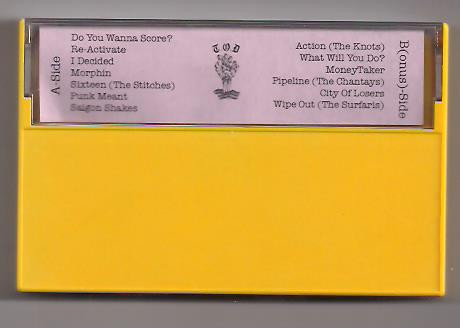 A-Side
Do You Wanna Score?
Re-Activate
I Decided
Morphin
Sixteen (The Stitches)
Punk Meant
Saigon Shakes
T O D
B(onus)-Side
Action (The Knots)
What Will You Do?
MoneyTaker
Pipeline (The Chantays)
City Of Losers
Wipe Out (The Surfaris)